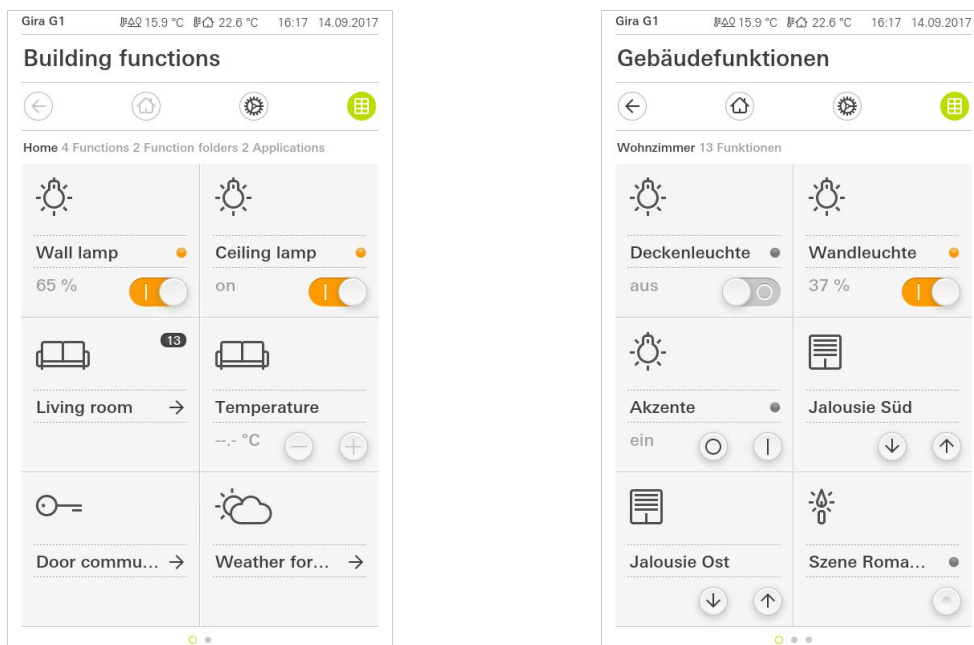 Gira G1 15.9 °C 22.6 °C 16:17 14.09.2017
Building functions
Home 4 Functions 2 Function folders 2 Applications
Wall lamp
65 %
Ceiling lamp
on
13
Living room
Temperature
--.- °C
Door commu...
Weather for...
Gira G1 15.9 °C 22.6 °C 16:17 14.09.2017
Gebäudefunktionen
Wohnzimmer 13 Funktionen
Deckenleuchte
aus
Wandleuchte
37 %
Akzente
ein
Jalousie Süd
Jalousie Ost
Szene Roma...